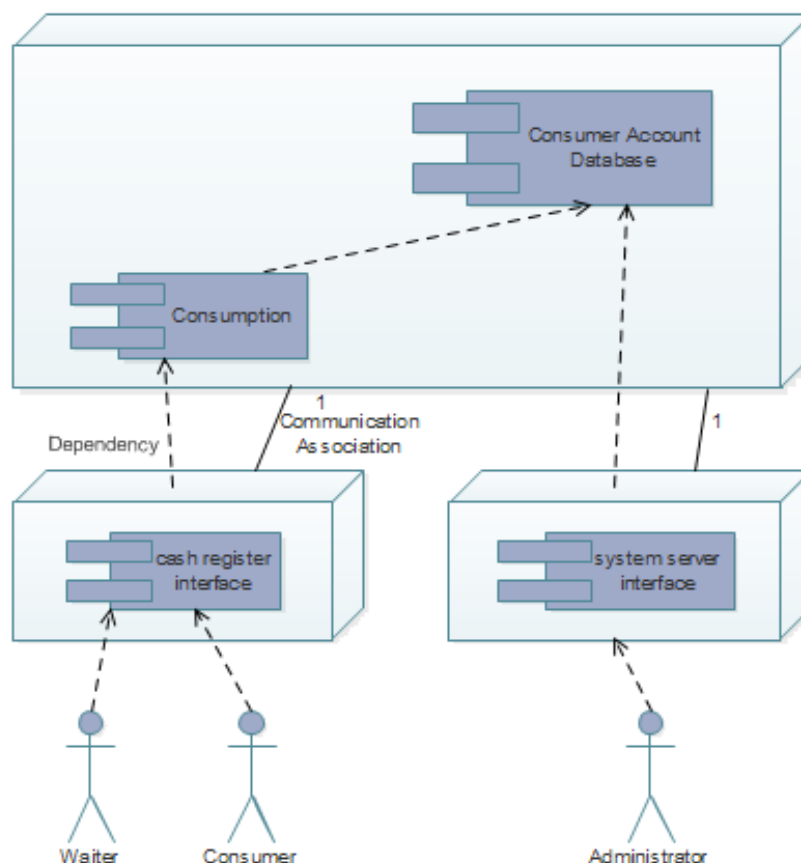 Consumer Account
Database
Consumption
1
Communication
Association
Dependency
1
cash register
interface
system server
interface
Waiter
Consumer
Administrator